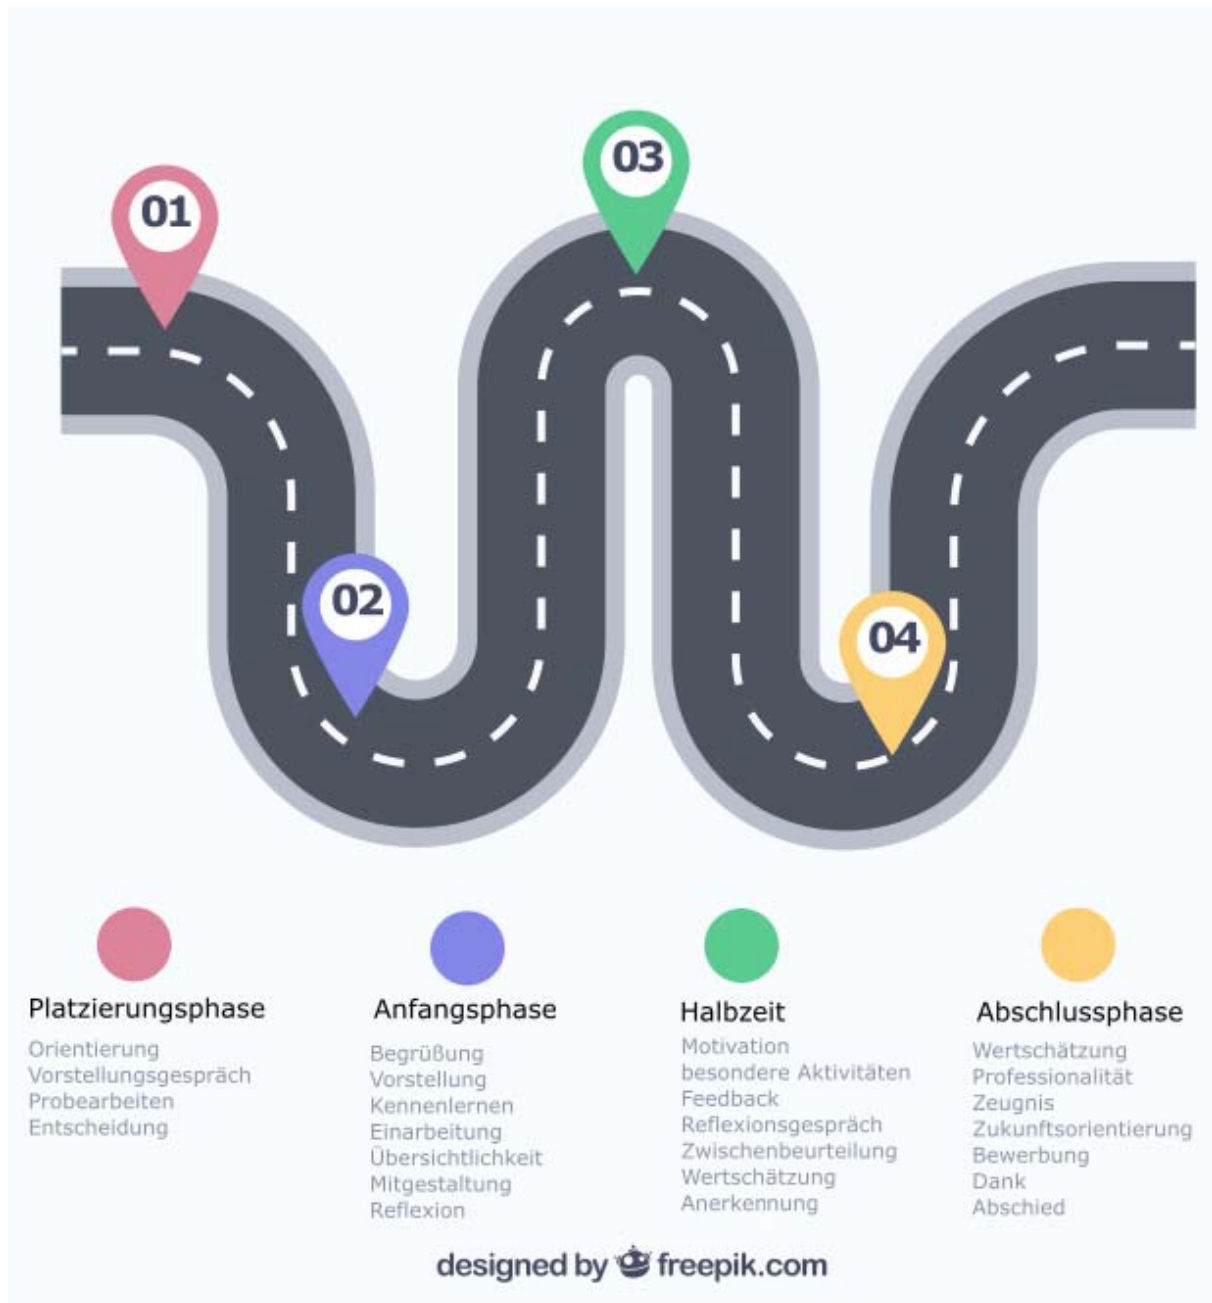 01
02
03
04
Platzierungsphase
Orientierung
Vorstellungsgespräch
Probearbeiten
Entscheidung
Anfangsphase
Begrüßung
Vorstellung
Kennenlernen
Einarbeitung
Übersichtlichkeit
Mitgestaltung
Reflexion
Halbzeit
Motivation
besondere Aktivitäten
Feedback
Reflexionsgespräch
Zwischenbeurteilung
Wertschätzung
Anerkennung
Abschlussphase
Wertschätzung
Professionalität
Zeugnis
Zukunftsorientierung
Bewerbung
Dank
Abschied
designed by freepik.com